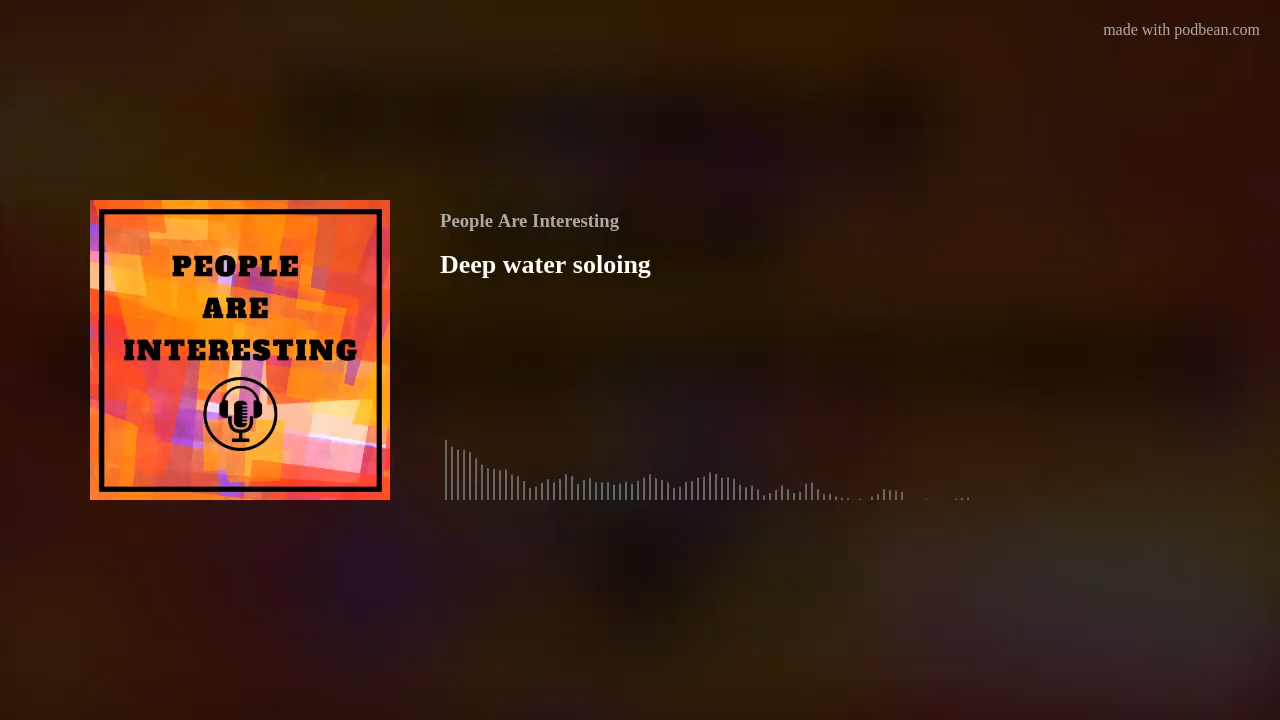 made with podbean.com
PEOPLE
ARE
INTERESTING
People Are Interesting
Deep water soloing